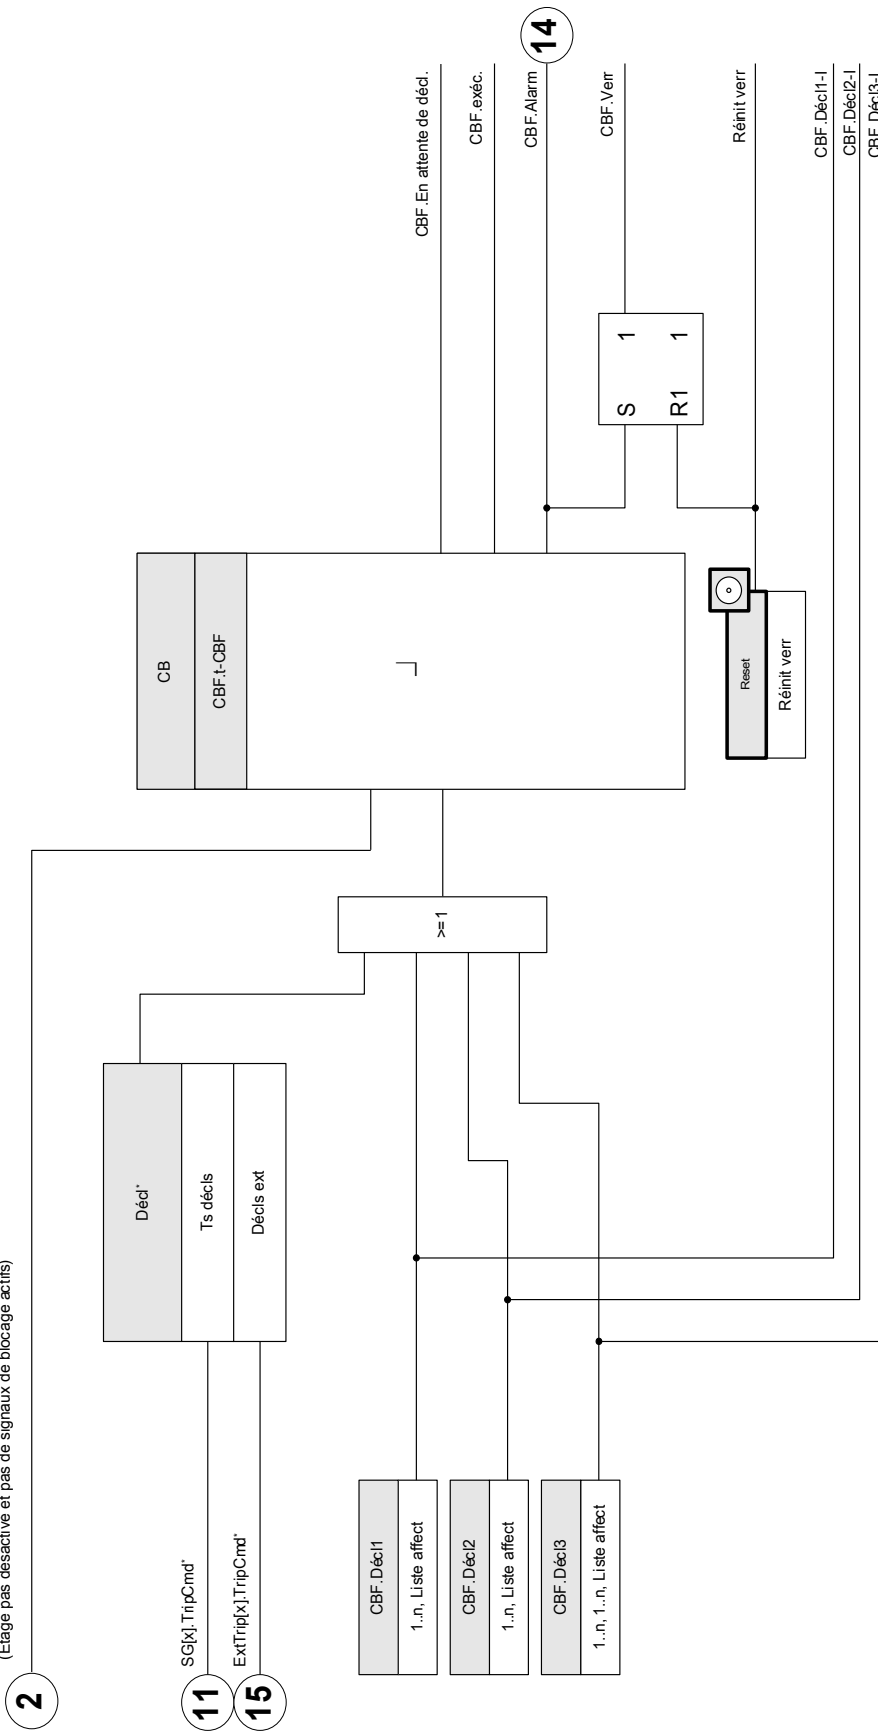 2
(Etage pas désactivé et pas de signaux de blocage actifs)
11
SG[x].TripCmd*
15
ExtTrip[x].TripCmd*
Décl*
Ts décls
Décls ext
CBF.Décl1
1..n, Liste affect
CBF.Décl2
1..n, Liste affect
CBF.Décl3
1..n, 1..n, Liste affect
>=1
CB
CBF.t-CBF
S 1
R1 1
Reset
Réinit verr
CBF.En attente de décl.
CBF.exéc.
CBF.Alarm
14
CBF.Verr
Réinit verr
CBF.Décl1-I
CBF.Décl2-I
CBF.Décl3-I